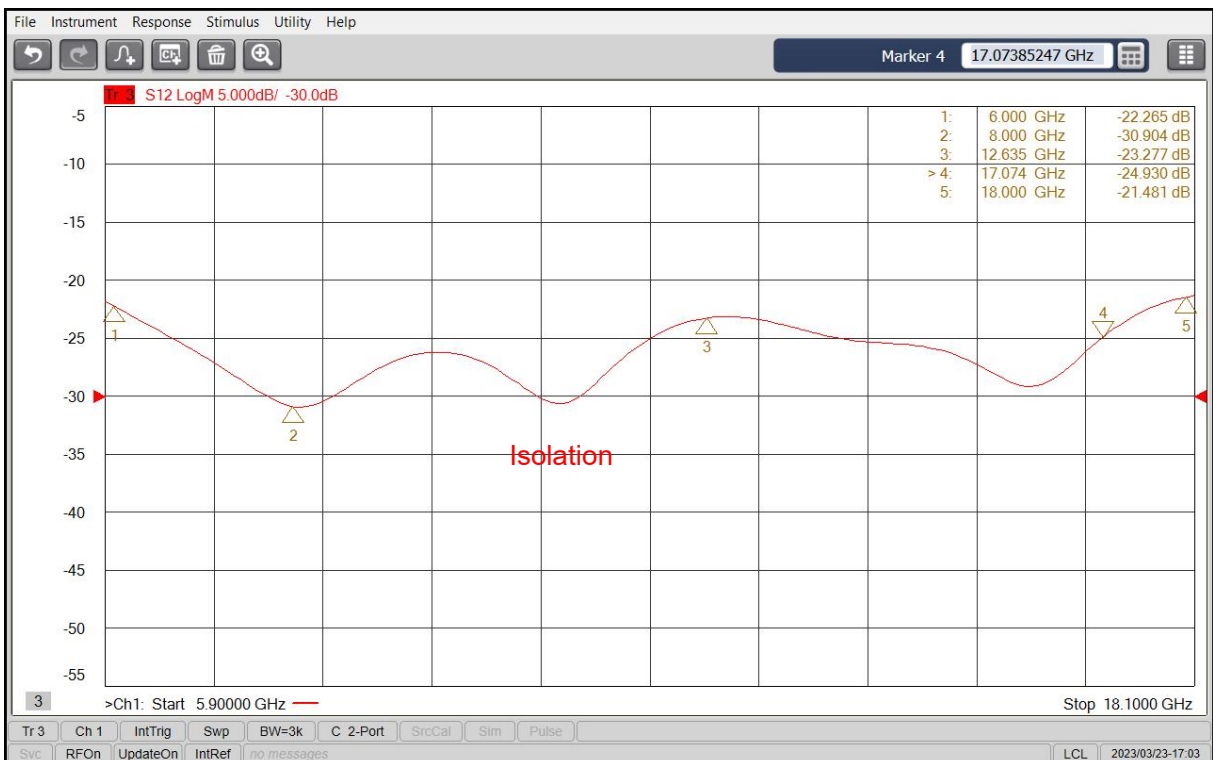 File Instrument Response Stimulus Utility Help
Marker 4 17.07385247 GHz
Tr 3 S12 LogM 5.000dB/ -30.0dB
1: 6.000 GHz -22.265 dB
2: 8.000 GHz -30.904 dB
3: 12.635 GHz -23.277 dB
> 4: 17.074 GHz -24.930 dB
5: 18.000 GHz -21.481 dB
-5
-10
-15
-20
-25
-30
-35
-40
-45
-50
-55
1
2
3
4
5
Isolation
3 >Ch1: Start 5.90000 GHz Stop 18.1000 GHz
Tr 3 Ch 1 IntTrig Swp BW=3k C 2-Port SrcCal Sim Pulse
Svc RFOn UpdateOn IntRef no messages LCL 2023/03/23-17:03